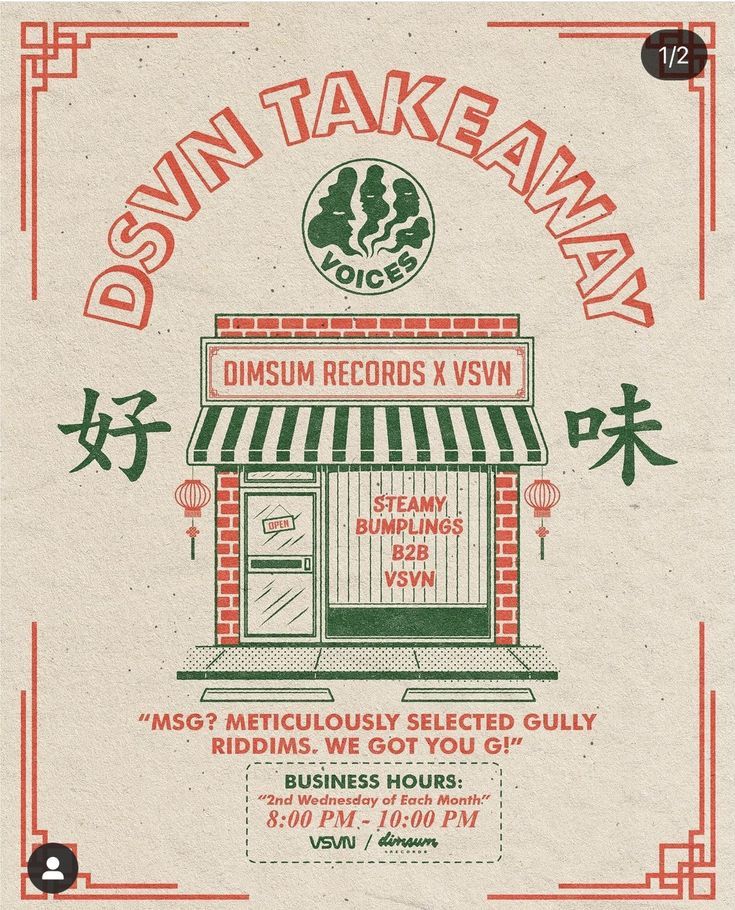 1/2
DSVN TAKEAWAY
VOICES
DIMSUM RECORDS X VSVN
好 味
OPEN
STEAMY
BUMPLINGS
B2B
VSVN
“MSG? METICULOUSLY SELECTED GULLY
RIDDIMS. WE GOT YOU G!”
BUSINESS HOURS:
“2nd Wednesday of Each Month.”
8:00 PM - 10:00 PM
VSVN / dimsum
RECORDS